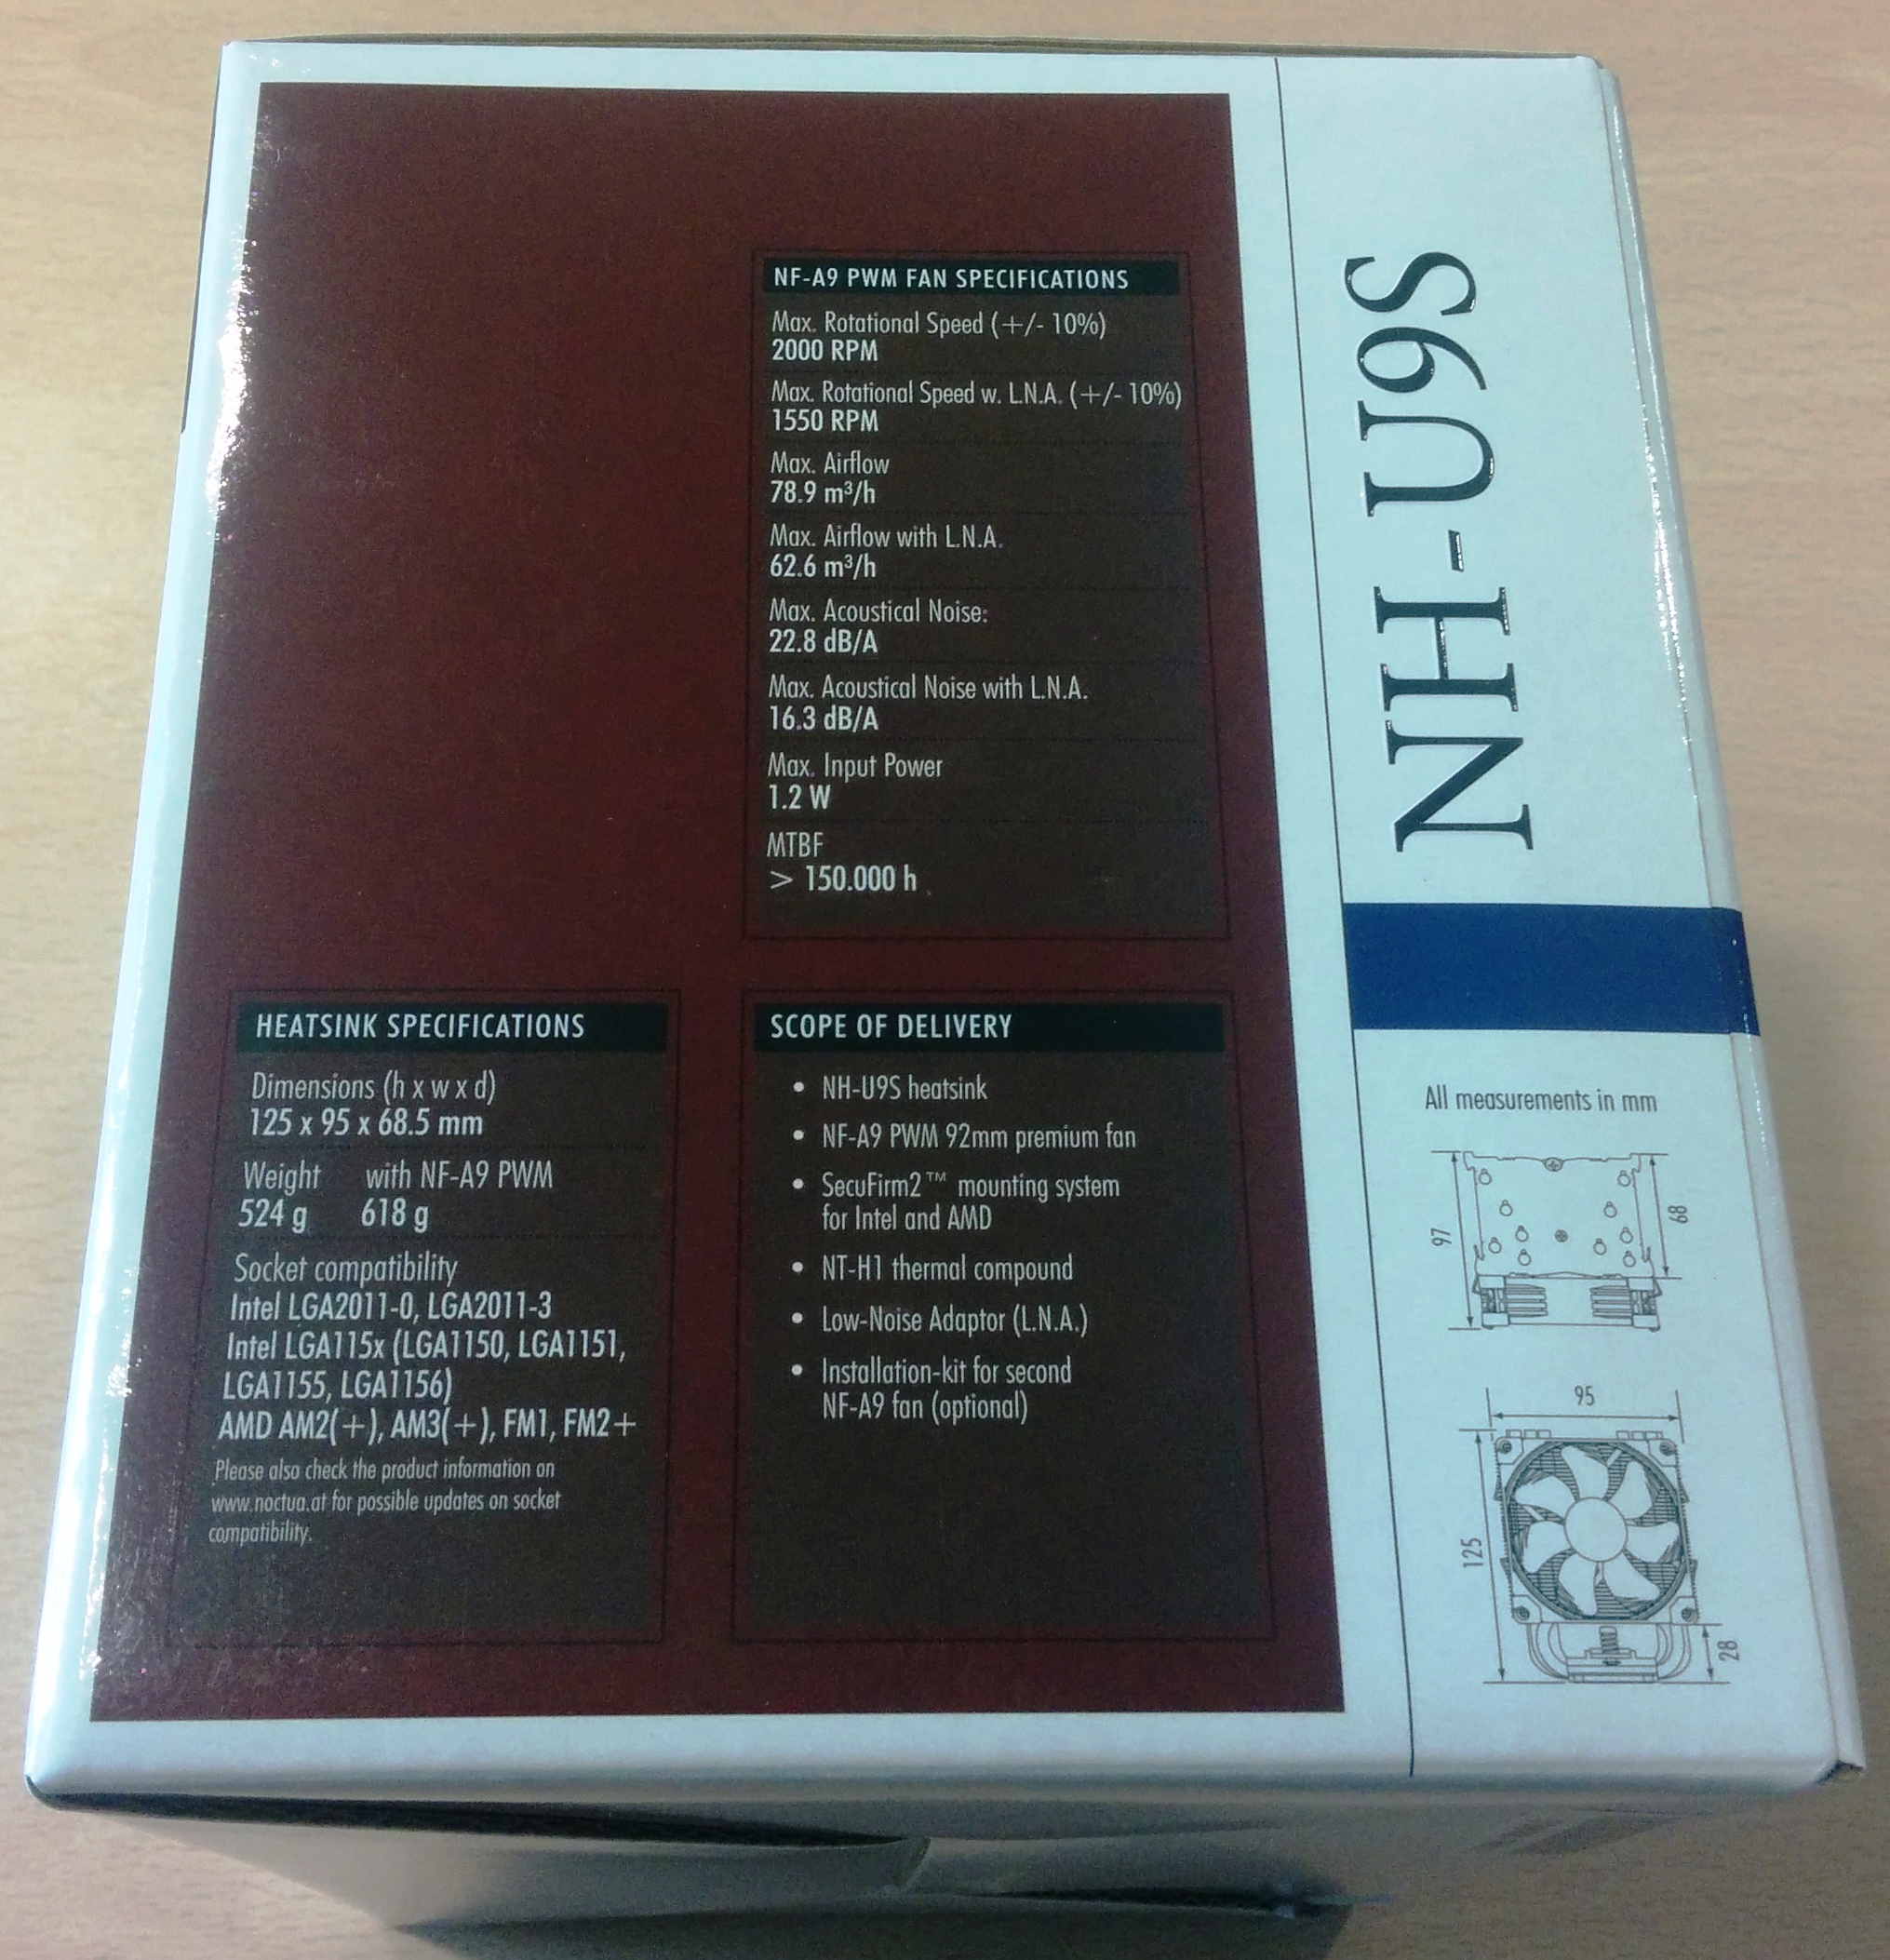 NF-A9 PWM FAN SPECIFICATIONS
Max. Rotational Speed (+/- 10%)
2000 RPM
Max. Rotational Speed w. L.N.A. (+/- 10%)
1550 RPM
Max. Airflow
78.9 m³/h
Max. Airflow with L.N.A.
62.6 m³/h
Max. Acoustical Noise:
22.8 dB/A
Max. Acoustical Noise with L.N.A.
16.3 dB/A
Max. Input Power
1.2 W
MTBF
> 150.000 h
HEATSINK SPECIFICATIONS
Dimensions (h x w x d)
125 x 95 x 68.5 mm
Weight with NF-A9 PWM
524 g 618 g
Socket compatibility
Intel LGA2011-0, LGA2011-3
Intel LGA115x (LGA1150, LGA1151,
LGA1155, LGA1156)
AMD AM2(+), AM3(+), FM1, FM2+
Please also check the product information on
www.noctua.at for possible updates on socket
compatibility.
SCOPE OF DELIVERY
• NH-U9S heatsink
• NF-A9 PWM 92mm premium fan
• SecuFirm2™ mounting system
for Intel and AMD
• NT-H1 thermal compound
• Low-Noise Adaptor (L.N.A.)
• Installation-kit for second
NF-A9 fan (optional)
NH-U9S
All measurements in mm
97
68
95
125
28